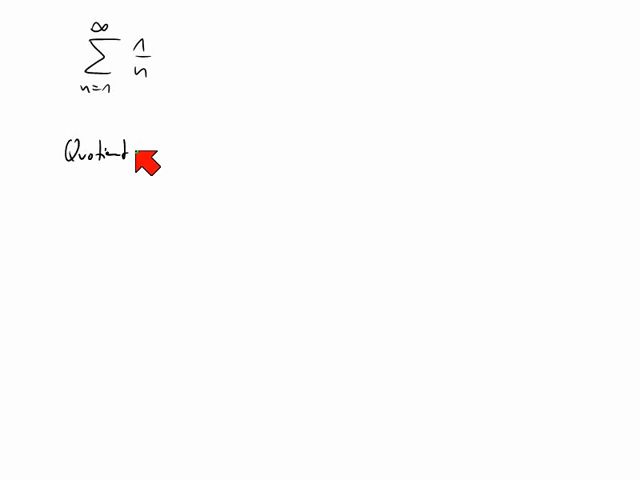 ∞
∑ 1/n
n=1
Quotient